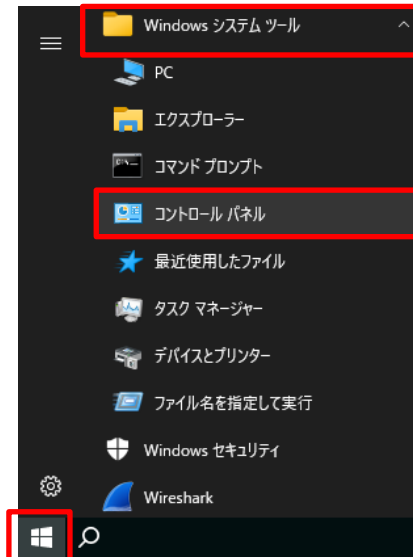 Windows システム ツール
PC
エクスプローラー
コマンド プロンプト
コントロール パネル
最近使用したファイル
タスク マネージャー
デバイスとプリンター
ファイル名を指定して実行
Windows セキュリティ
Wireshark